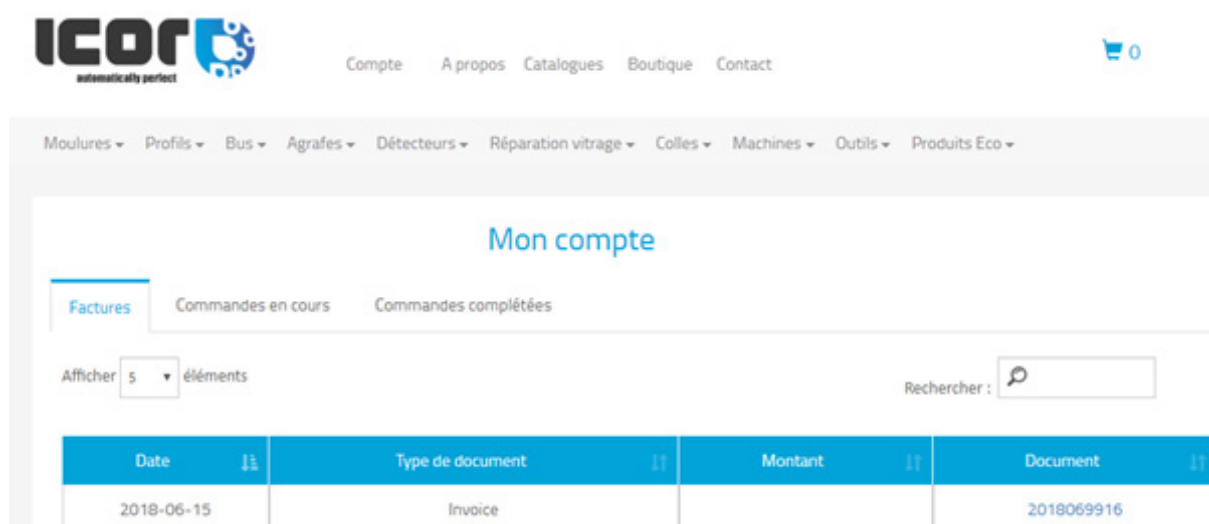 ICOR
automatically perfect
Compte A propos Catalogues Boutique Contact
0
Moulures Profils Bus Agrafes Détecteurs Réparation vitrage Colles Machines Outils Produits Eco
Mon compte
Factures Commandes en cours Commandes complétées
Afficher 5 éléments
Rechercher :
Date Type de document Montant Document
2018-06-15 Invoice 2018069916